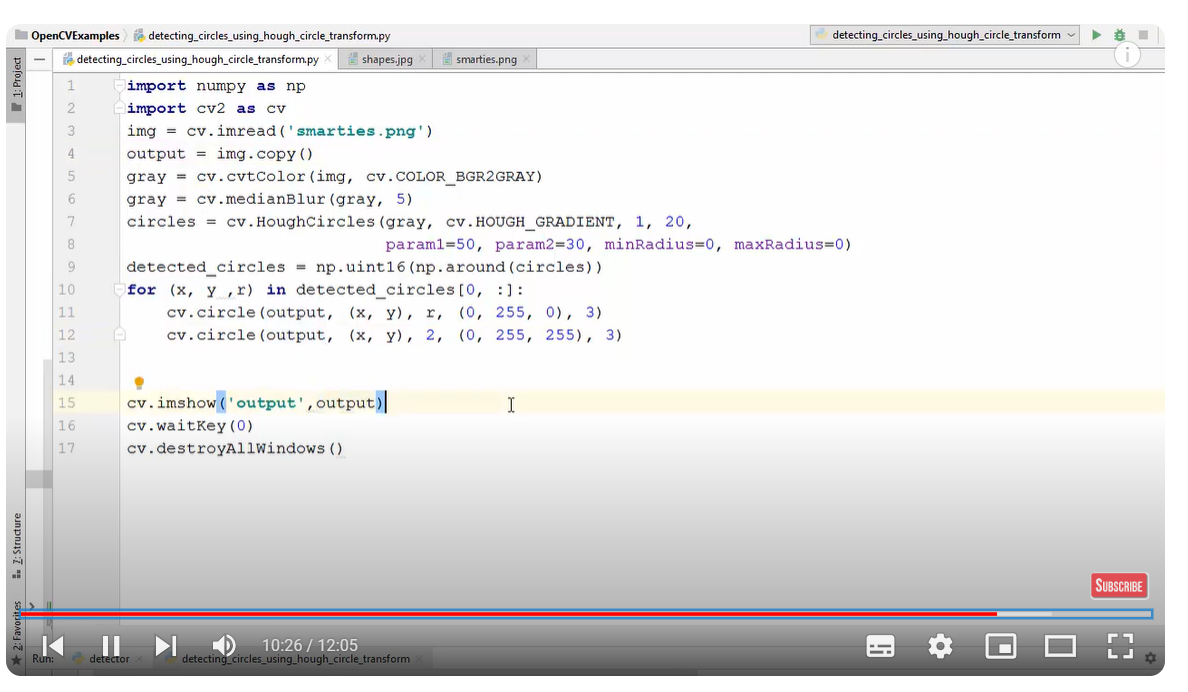 OpenCVExamples detecting_circles_using_hough_circle_transform.py detecting_circles_using_hough_circle_transform
1: Project
detecting_circles_using_hough_circle_transform.py × shapes.jpg × smarties.png ×
1 import numpy as np
2 import cv2 as cv
3 img = cv.imread('smarties.png')
4 output = img.copy()
5 gray = cv.cvtColor(img, cv.COLOR_BGR2GRAY)
6 gray = cv.medianBlur(gray, 5)
7 circles = cv.HoughCircles(gray, cv.HOUGH_GRADIENT, 1, 20,
8 param1=50, param2=30, minRadius=0, maxRadius=0)
9 detected_circles = np.uint16(np.around(circles))
10 for (x, y ,r) in detected_circles[0, :]:
11 cv.circle(output, (x, y), r, (0, 255, 0), 3)
12 cv.circle(output, (x, y), 2, (0, 255, 255), 3)
13
14
15 cv.imshow('output',output)
16 cv.waitKey(0)
17 cv.destroyAllWindows()
Z: Structure
2: Favorites
SUBSCRIBE
10:26 / 12:05
Run: detector × detecting_circles_using_hough_circle_transform ×